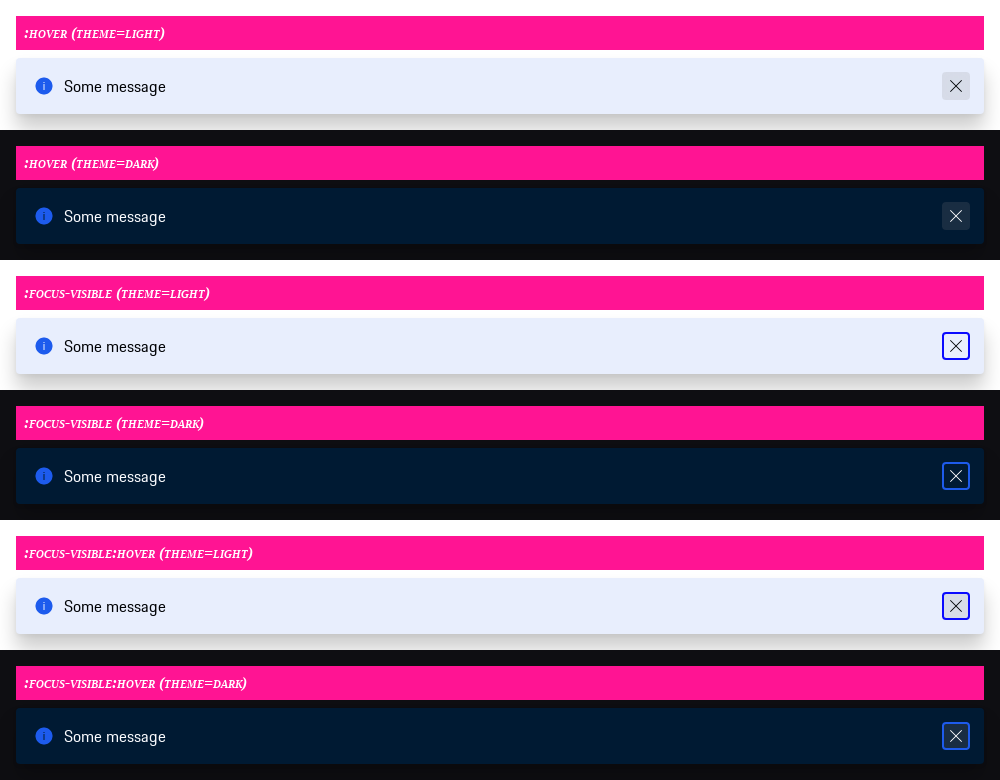 :HOVER (THEME=LIGHT)
i Some message
:HOVER (THEME=DARK)
i Some message
:FOCUS-VISIBLE (THEME=LIGHT)
i Some message
:FOCUS-VISIBLE (THEME=DARK)
i Some message
:FOCUS-VISIBLE:HOVER (THEME=LIGHT)
i Some message
:FOCUS-VISIBLE:HOVER (THEME=DARK)
i Some message